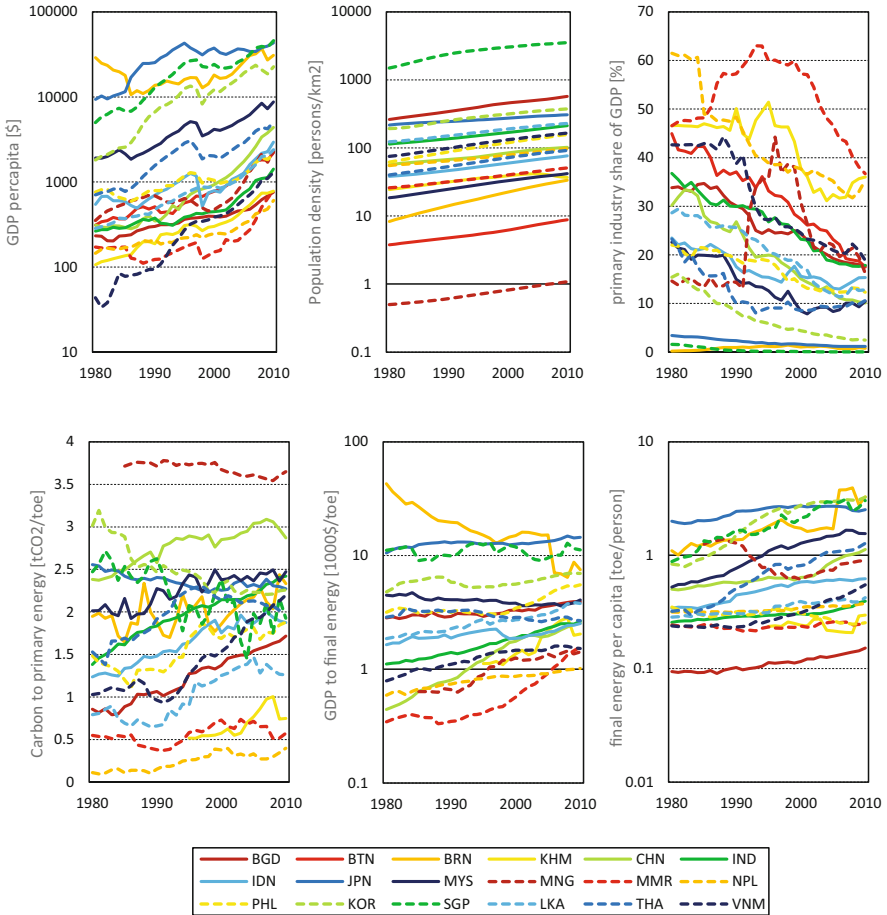 GDP percapita [$]
100000
10000
1000
100
10
1980 1990 2000 2010
Population density [persons/km2]
10000
1000
100
10
1
0.1
1980 1990 2000 2010
primary industry share of GDP [%]
70
60
50
40
30
20
10
0
1980 1990 2000 2010
Carbon to primary energy [tCO2/toe]
4
3.5
3
2.5
2
1.5
1
0.5
0
1980 1990 2000 2010
GDP to final energy [1000$/toe]
100
10
1
0.1
1980 1990 2000 2010
final energy per capita [toe/person]
10
1
0.1
0.01
1980 1990 2000 2010
BGD BTN BRN KHM CHN IND
IDN JPN MYS MNG MMR NPL
PHL KOR SGP LKA THA VNM